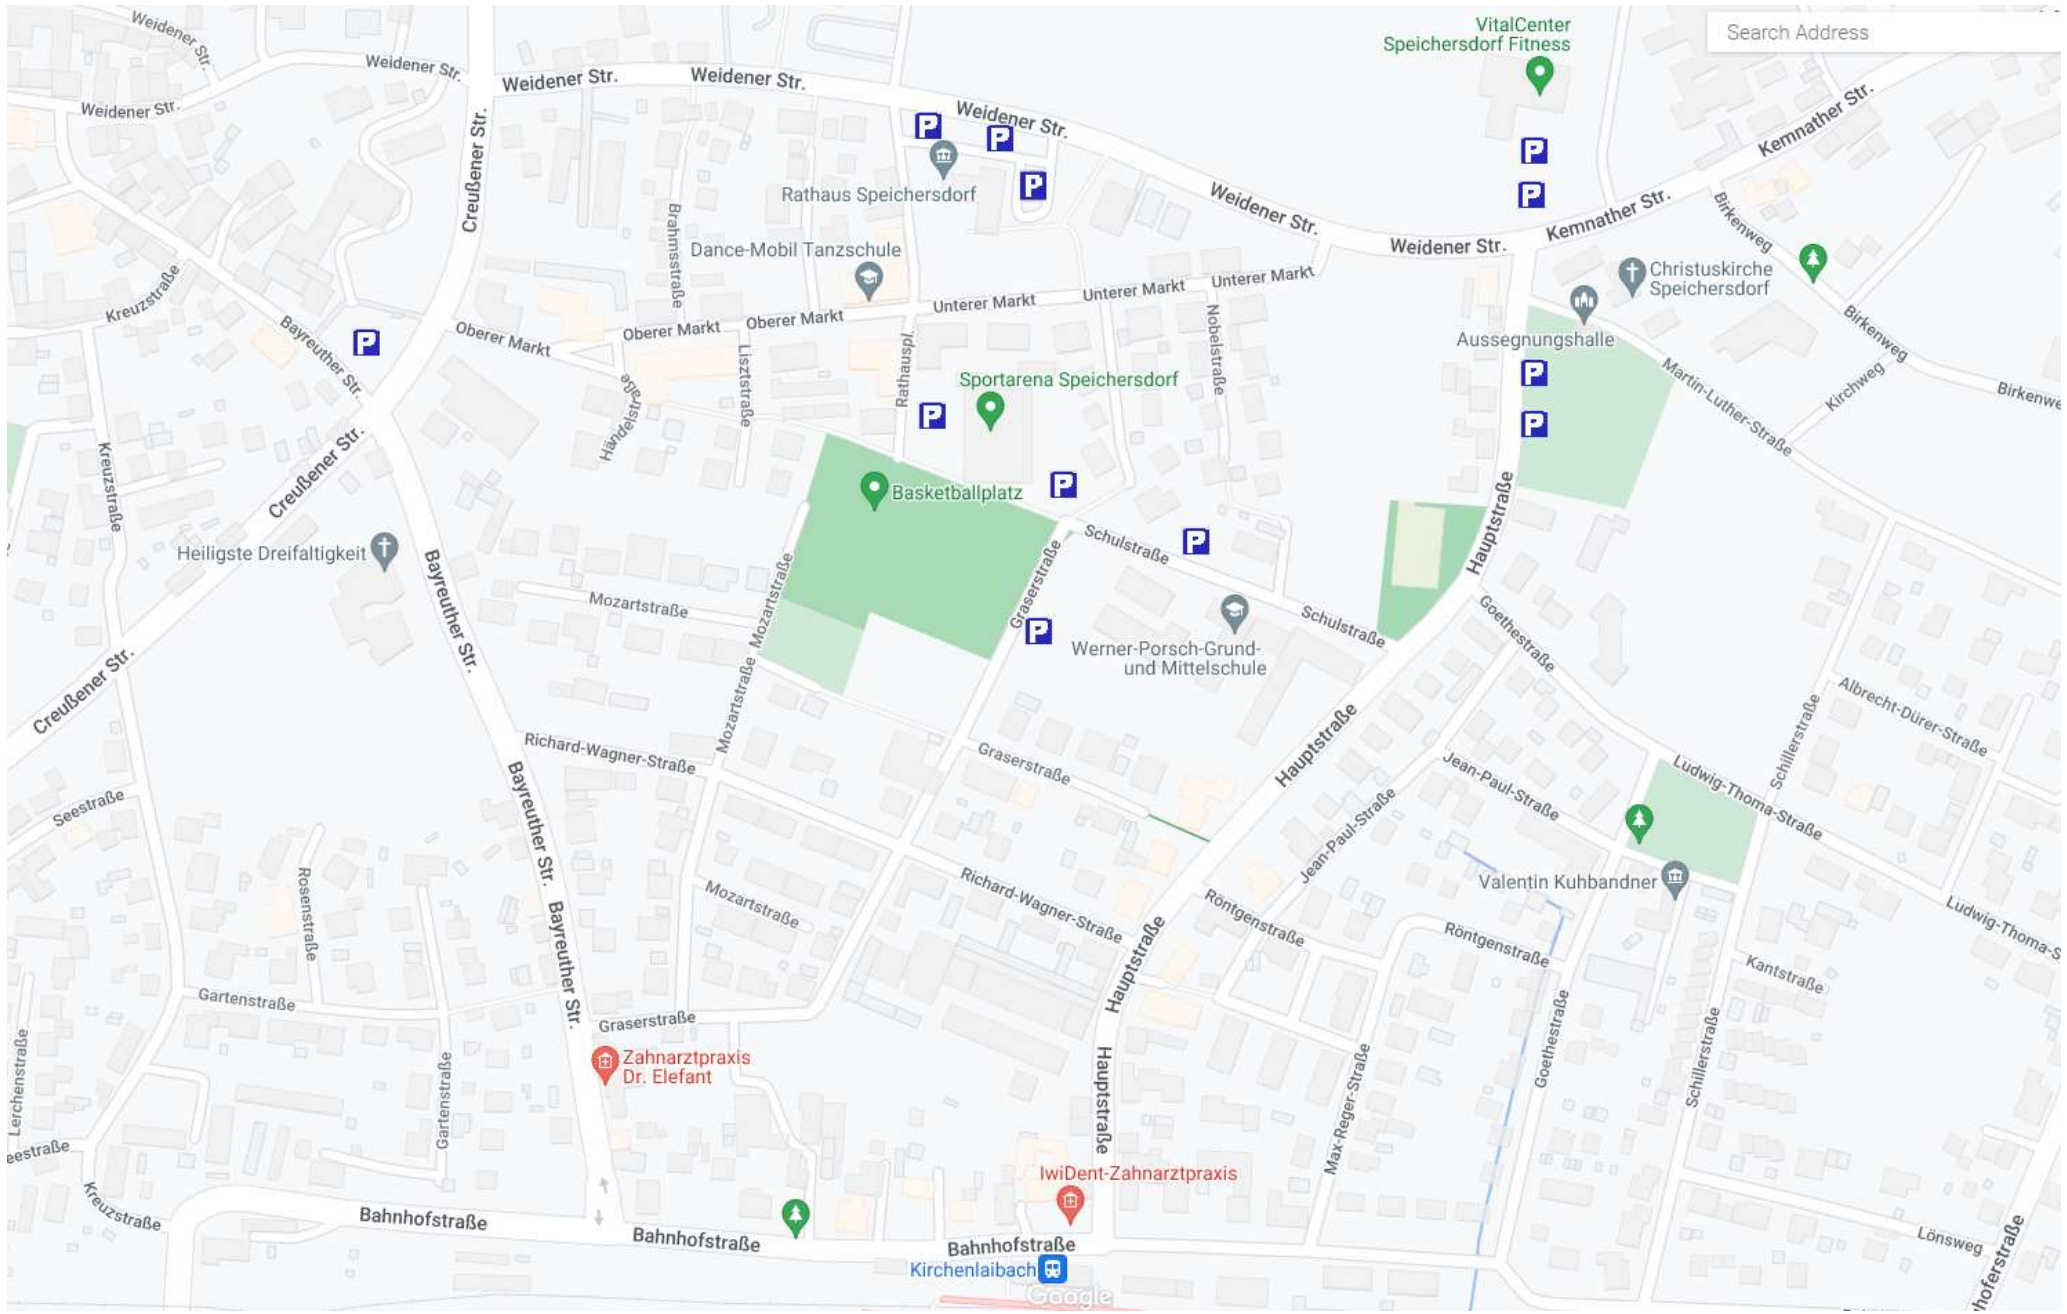 Weidener Str.
VitalCenter
Speichersdorf Fitness
Search Address
Weidener Str.
Weidener Str.
Weidener Str.
Weidener Str.
Weidener Str.
Kemnather Str.
Creußener Str.
P
P
P
P
P
Rathaus Speichersdorf
Weidener Str.
Weidener Str.
Kemnather Str.
Birkenweg
Brahmsstraße
Dance-Mobil Tanzschule
Christuskirche
Speichersdorf
Kreuzstraße
Unterer Markt
Unterer Markt
Unterer Markt
Oberer Markt
Oberer Markt
Oberer Markt
Bayreuther Str.
P
Aussegnungshalle
Birkenweg
Nobelstraße
Rathauspl.
Lisztstraße
Händelstraße
Sportarena Speichersdorf
P
P
P
Martin-Luther-Straße
Kirchweg
Birkenwe
Kreuzstraße
Creußener Str.
Basketballplatz
P
Hauptstraße
Heiligste Dreifaltigkeit
Bayreuther Str.
Schulstraße
P
Mozartstraße
Mozartstraße
Graserstraße
P
Schulstraße
Goethestraße
Werner-Porsch-Grund-
und Mittelschule
Creußener Str.
Mozartstraße
Albrecht-Dürer-Straße
Schillerstraße
Richard-Wagner-Straße
Graserstraße
Hauptstraße
Jean-Paul-Straße
Ludwig-Thoma-Straße
Seestraße
Bayreuther Str.
Jean-Paul-Straße
Rosenstraße
Mozartstraße
Richard-Wagner-Straße
Röntgenstraße
Valentin Kuhbandner
Ludwig-Thoma-S
Bayreuther Str.
Hauptstraße
Röntgenstraße
Kantstraße
Gartenstraße
Graserstraße
Goethestraße
Schillerstraße
Lerchenstraße
Gartenstraße
Zahnarztpraxis
Dr. Elefant
Hauptstraße
Max-Reger-Straße
eestraße
IwiDent-Zahnarztpraxis
Kreuzstraße
Bahnhofstraße
Bahnhofstraße
Bahnhofstraße
Lönsweg
hoferstraße
Kirchenlaibach
Google